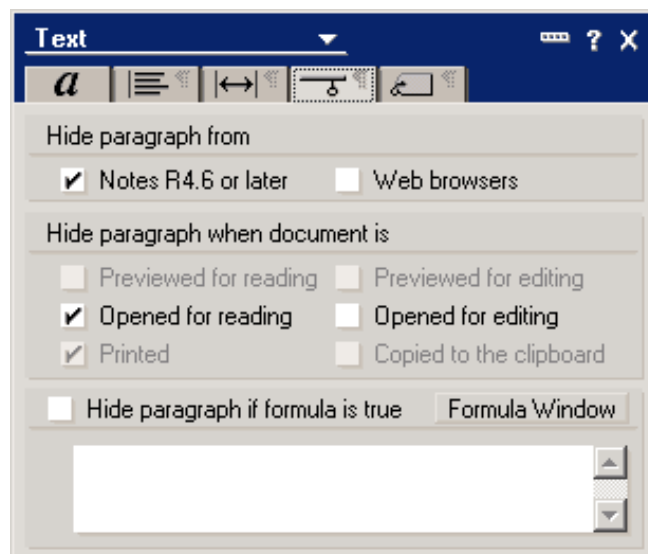 Text ?
a
Hide paragraph from
Notes R4.6 or later Web browsers
Hide paragraph when document is
Previewed for reading Previewed for editing
Opened for reading Opened for editing
Printed Copied to the clipboard
Hide paragraph if formula is true Formula Window